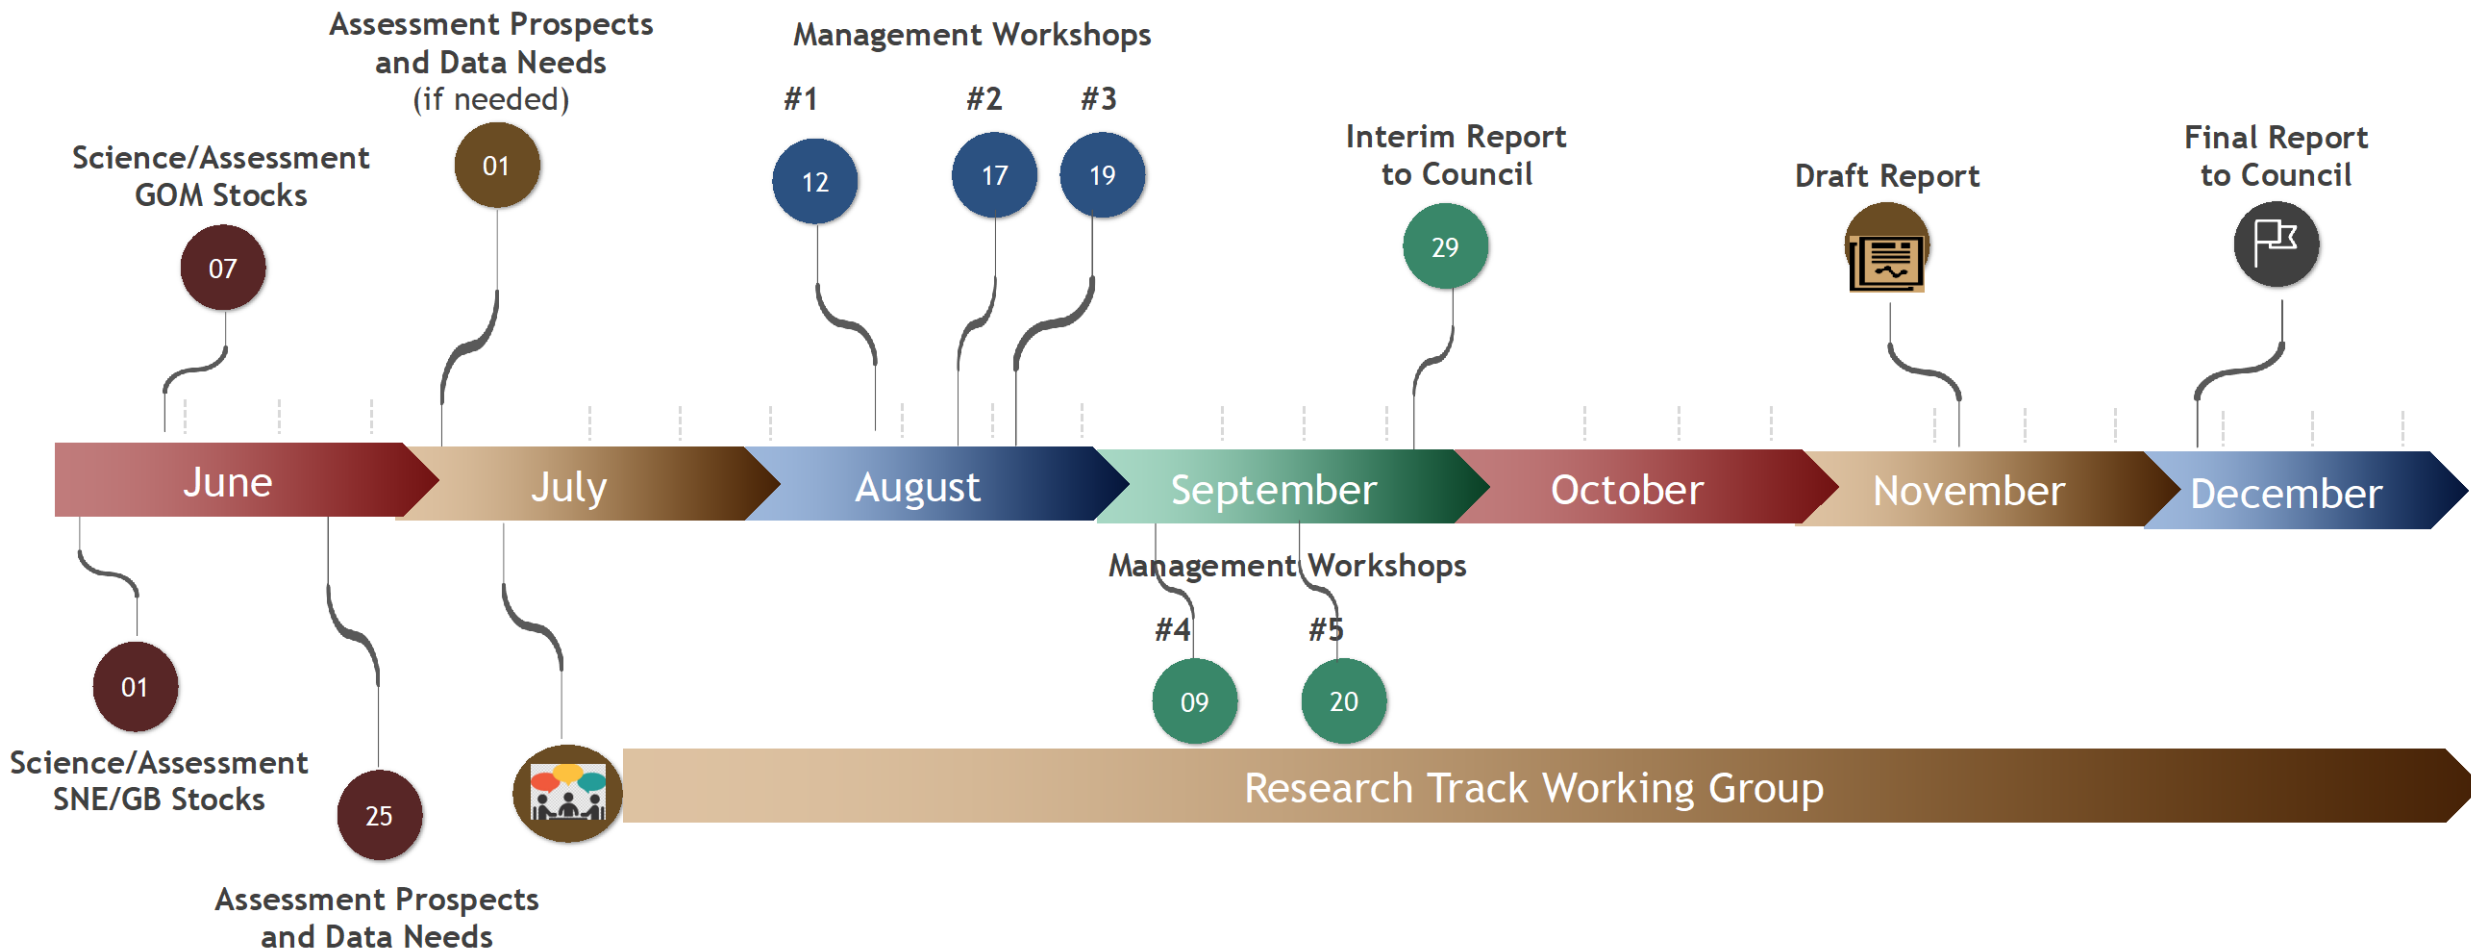 Assessment Prospects
and Data Needs
(if needed)
01
Management Workshops
#1
#2
#3
12
17
19
Science/Assessment
GOM Stocks
07
Interim Report
to Council
29
Draft Report
Final Report
to Council
June
July
August
September
October
November
December
Management Workshops
#4
#5
09
20
01
Science/Assessment
SNE/GB Stocks
25
Assessment Prospects
and Data Needs
Research Track Working Group